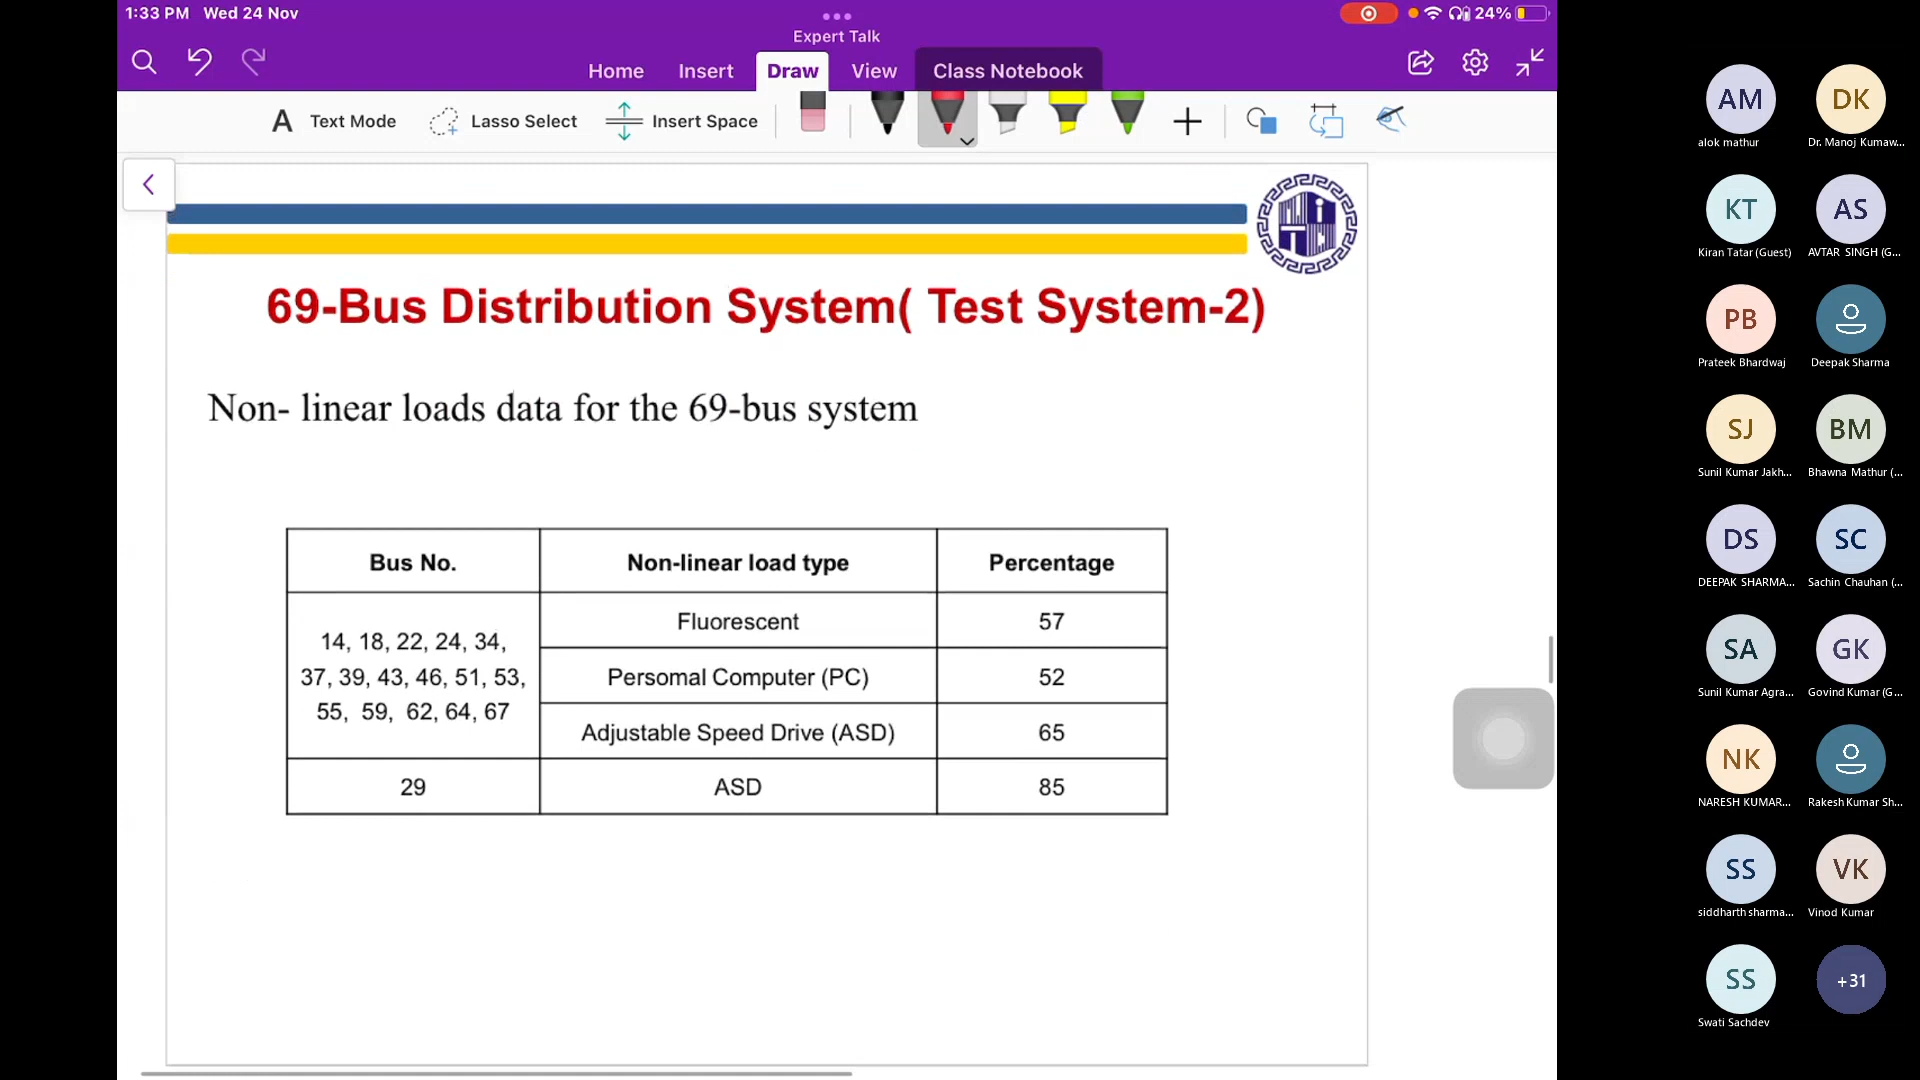 1:33 PM Wed 24 Nov
24%
Expert Talk
Home Insert Draw View Class Notebook
A Text Mode Lasso Select Insert Space
69-Bus Distribution System( Test System-2)
Non- linear loads data for the 69-bus system
Bus No. Non-linear load type Percentage
14, 18, 22, 24, 34,
37, 39, 43, 46, 51, 53,
55, 59, 62, 64, 67
Fluorescent 57
Persomal Computer (PC) 52
Adjustable Speed Drive (ASD) 65
29 ASD 85
AM DK
alok mathur Dr. Manoj Kumaw...
KT AS
Kiran Tatar (Guest) AVTAR SINGH (G...
PB
Prateek Bhardwaj Deepak Sharma
SJ BM
Sunil Kumar Jakh... Bhawna Mathur (...
DS SC
DEEPAK SHARMA... Sachin Chauhan (...
SA GK
Sunil Kumar Agra... Govind Kumar (G...
NK
NARESH KUMAR... Rakesh Kumar Sh...
SS VK
siddharth sharma... Vinod Kumar
SS +31
Swati Sachdev